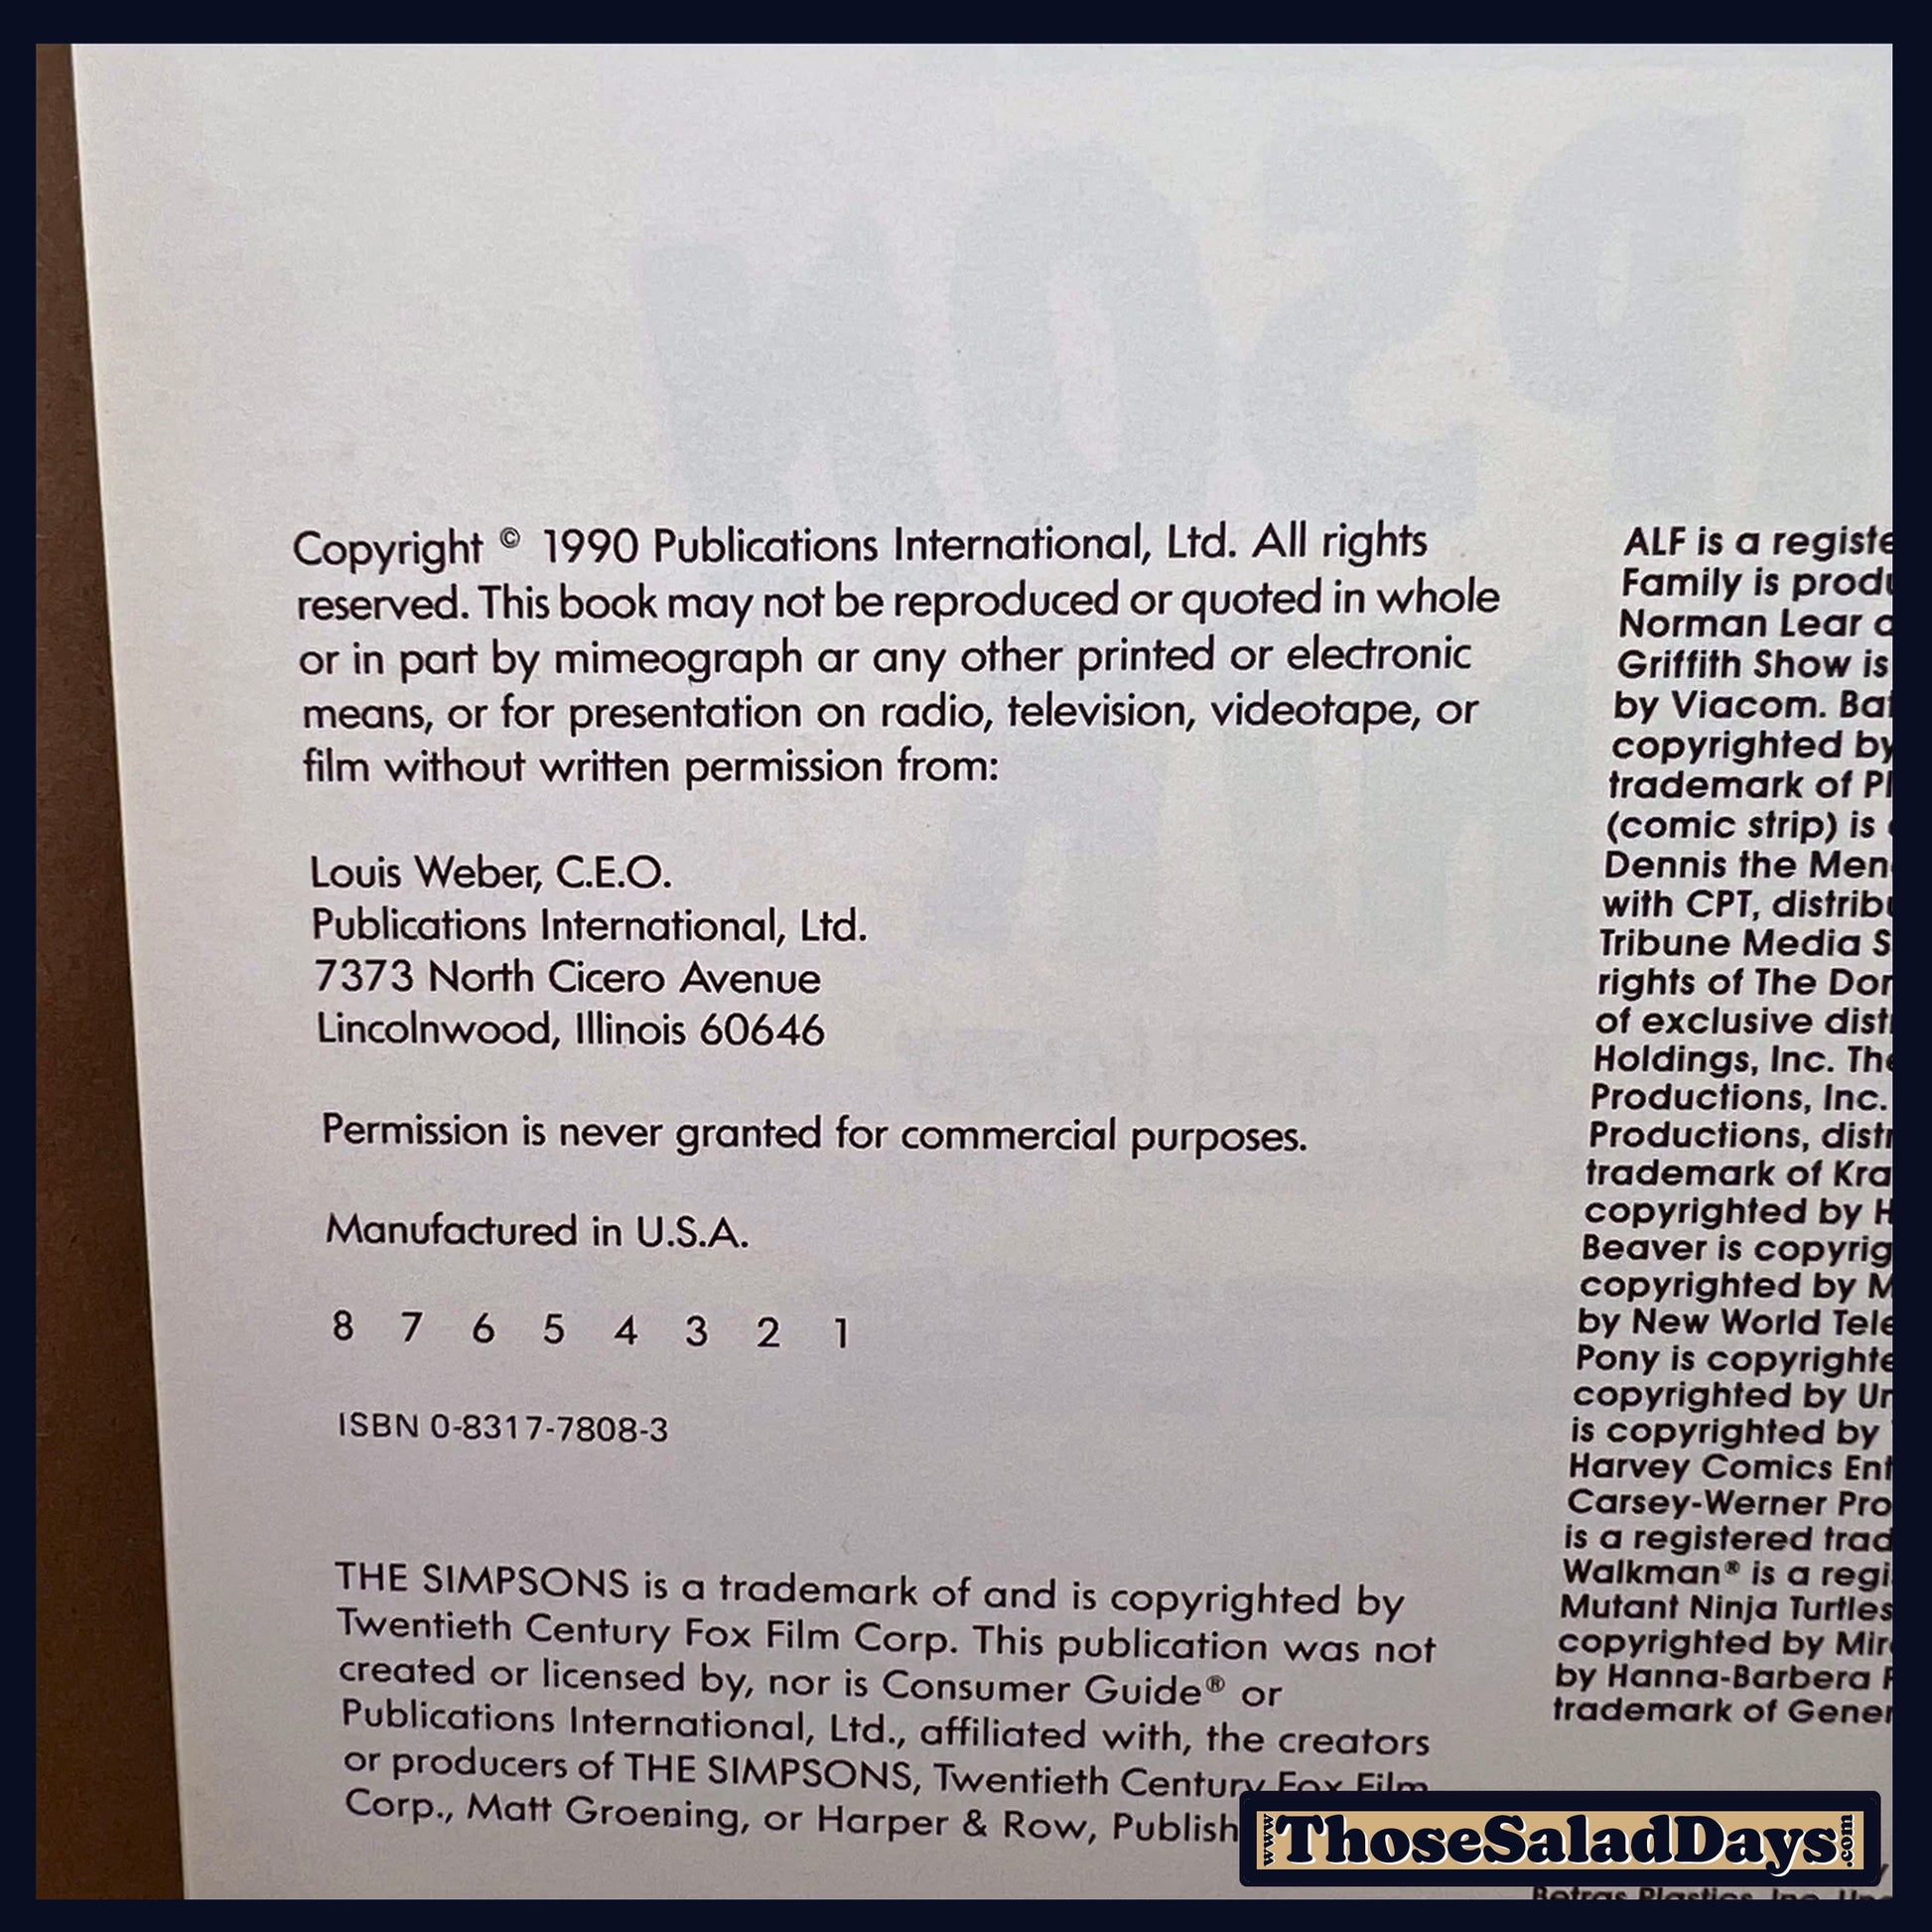 Copyright © 1990 Publications International, Ltd. All rights
reserved. This book may not be reproduced or quoted in whole
or in part by mimeograph ar any other printed or electronic
means, or for presentation on radio, television, videotape, or
film without written permission from:
Louis Weber, C.E.O.
Publications International, Ltd.
7373 North Cicero Avenue
Lincolnwood, Illinois 60646
Permission is never granted for commercial purposes.
Manufactured in U.S.A.
8 7 6 5 4 3 2 1
ISBN 0-8317-7808-3
THE SIMPSONS is a trademark of and is copyrighted by
Twentieth Century Fox Film Corp. This publication was not
created or licensed by, nor is Consumer Guide® or
Publications International, Ltd., affiliated with, the creators
or producers of THE SIMPSONS, Twentieth Century Fox Film
Corp., Matt Groening, or Harper & Row, Publish
ALF is a registe
Family is prod
Norman Lear
Griffith Show is
by Viacom. Bat
copyrighted by
trademark of Pl
(comic strip) is
Dennis the Men
with CPT, distrib
Tribune Media S
rights of The Dor
of exclusive dist
Holdings, Inc. The
Productions, Inc.
Productions, distr
trademark of Kra
copyrighted by H
Beaver is copyrig
copyrighted by M
by New World Tele
Pony is copyrighte
copyrighted by Un
is copyrighted by
Harvey Comics Ent
Carsey-Werner Pro
is a registered trad
Walkman® is a regi
Mutant Ninja Turtles
copyrighted by Mir
by Hanna-Barbera P
trademark of Gener
www.ThoseSaladDays.com